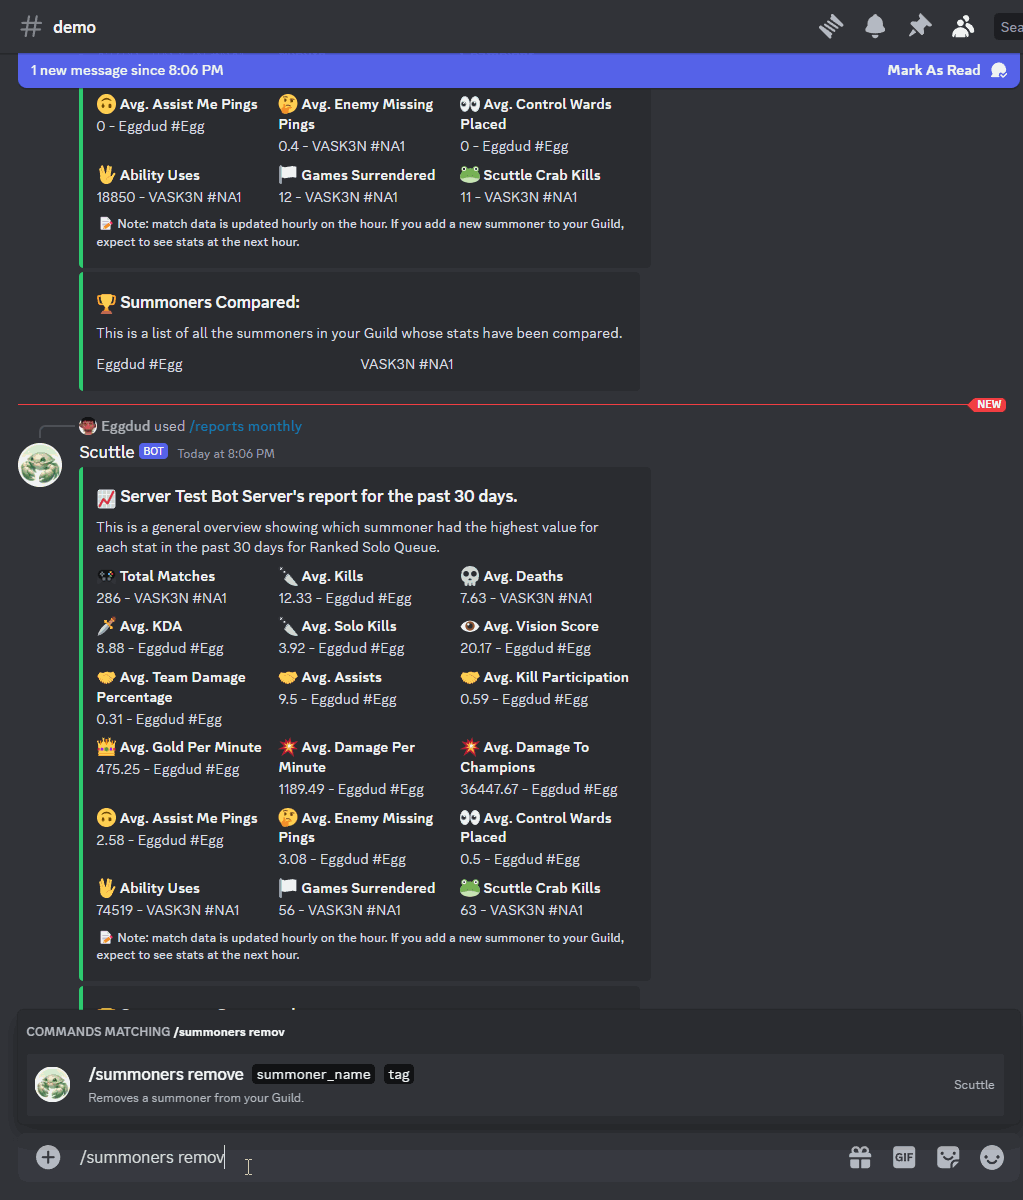 demo
Sea
1 new message since 8:06 PM
Mark As Read
Avg. Assist Me Pings
0 - Eggdud #Egg
Avg. Enemy Missing
Pings
0.4 - VASK3N #NA1
Avg. Control Wards
Placed
0 - Eggdud #Egg
Ability Uses
18850 - VASK3N #NA1
Games Surrendered
12 - VASK3N #NA1
Scuttle Crab Kills
11 - VASK3N #NA1
Note: match data is updated hourly on the hour. If you add a new summoner to your Guild,
expect to see stats at the next hour.
Summoners Compared:
This is a list of all the summoners in your Guild whose stats have been compared.
Eggdud #Egg
VASK3N #NA1
NEW
Eggdud used /reports monthly
Scuttle BOT Today at 8:06 PM
Server Test Bot Server's report for the past 30 days.
This is a general overview showing which summoner had the highest value for
each stat in the past 30 days for Ranked Solo Queue.
Total Matches
286 - VASK3N #NA1
Avg. Kills
12.33 - Eggdud #Egg
Avg. Deaths
7.63 - VASK3N #NA1
Avg. KDA
8.88 - Eggdud #Egg
Avg. Solo Kills
3.92 - Eggdud #Egg
Avg. Vision Score
20.17 - Eggdud #Egg
Avg. Team Damage
Percentage
0.31 - Eggdud #Egg
Avg. Assists
9.5 - Eggdud #Egg
Avg. Kill Participation
0.59 - Eggdud #Egg
Avg. Gold Per Minute
475.25 - Eggdud #Egg
Avg. Damage Per
Minute
1189.49 - Eggdud #Egg
Avg. Damage To
Champions
36447.67 - Eggdud #Egg
Avg. Assist Me Pings
2.58 - Eggdud #Egg
Avg. Enemy Missing
Pings
3.08 - Eggdud #Egg
Avg. Control Wards
Placed
0.5 - Eggdud #Egg
Ability Uses
74519 - VASK3N #NA1
Games Surrendered
56 - VASK3N #NA1
Scuttle Crab Kills
63 - VASK3N #NA1
Note: match data is updated hourly on the hour. If you add a new summoner to your Guild,
expect to see stats at the next hour.
COMMANDS MATCHING /summoners remov
/summoners remove summoner_name tag
Removes a summoner from your Guild.
Scuttle
/summoners remov
GIF